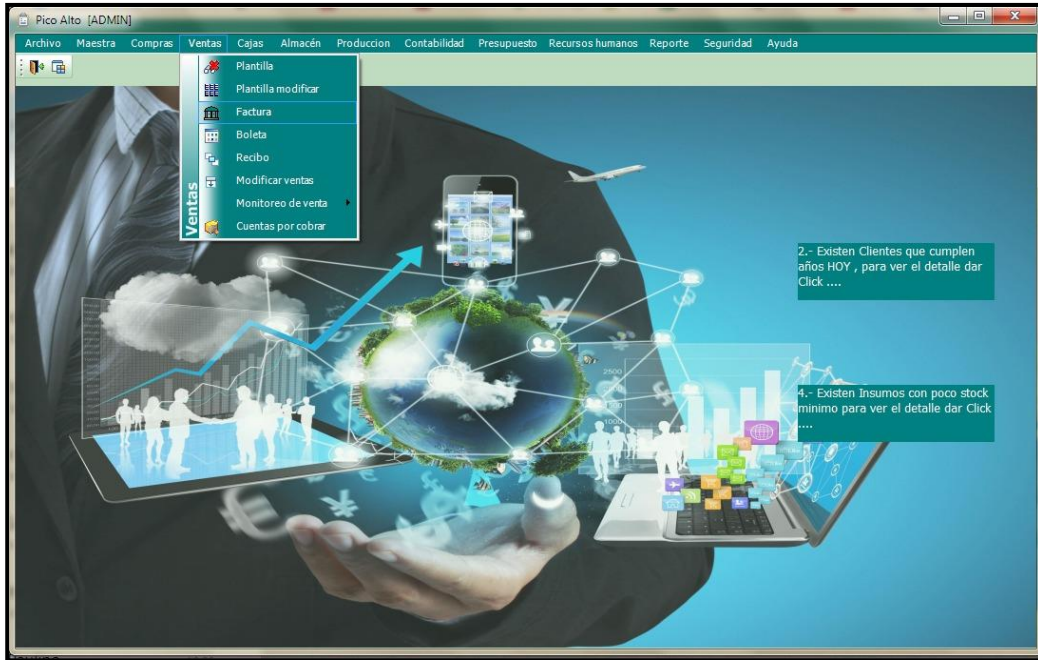 Pico Alto [ADMIN]
Archivo Maestra Compras Ventas Cajas Almacén Produccion Contabilidad Presupuesto Recursos humanos Reporte Seguridad Ayuda
Ventas
Plantilla
Plantilla modificar
Factura
Boleta
Recibo
Modificar ventas
Monitoreo de venta
Cuentas por cobrar
2.- Existen Clientes que cumplen
años HOY , para ver el detalle dar
Click ....
4.- Existen Insumos con poco stock
minimo para ver el detalle dar Click
....
2500
1000